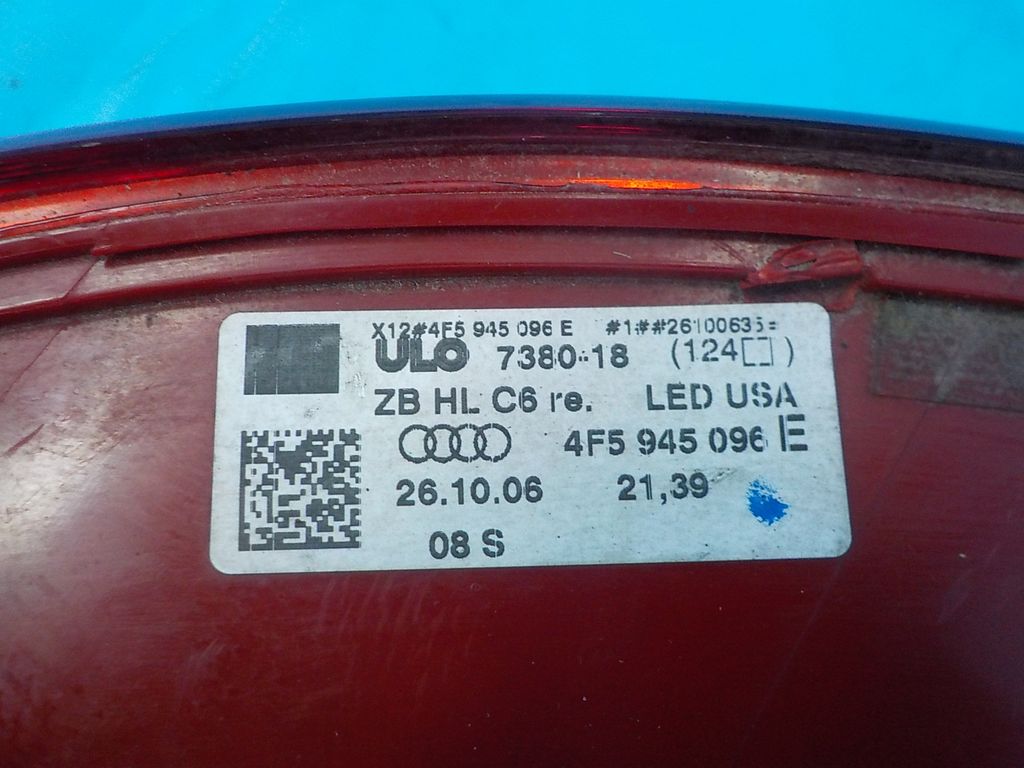 X12#4F5 945 096 E #1##26100635=
ULO 7380-18 (124□)
ZB HL C6 re. LED USA
4F5 945 096 E
26.10.06 21,39
08 S